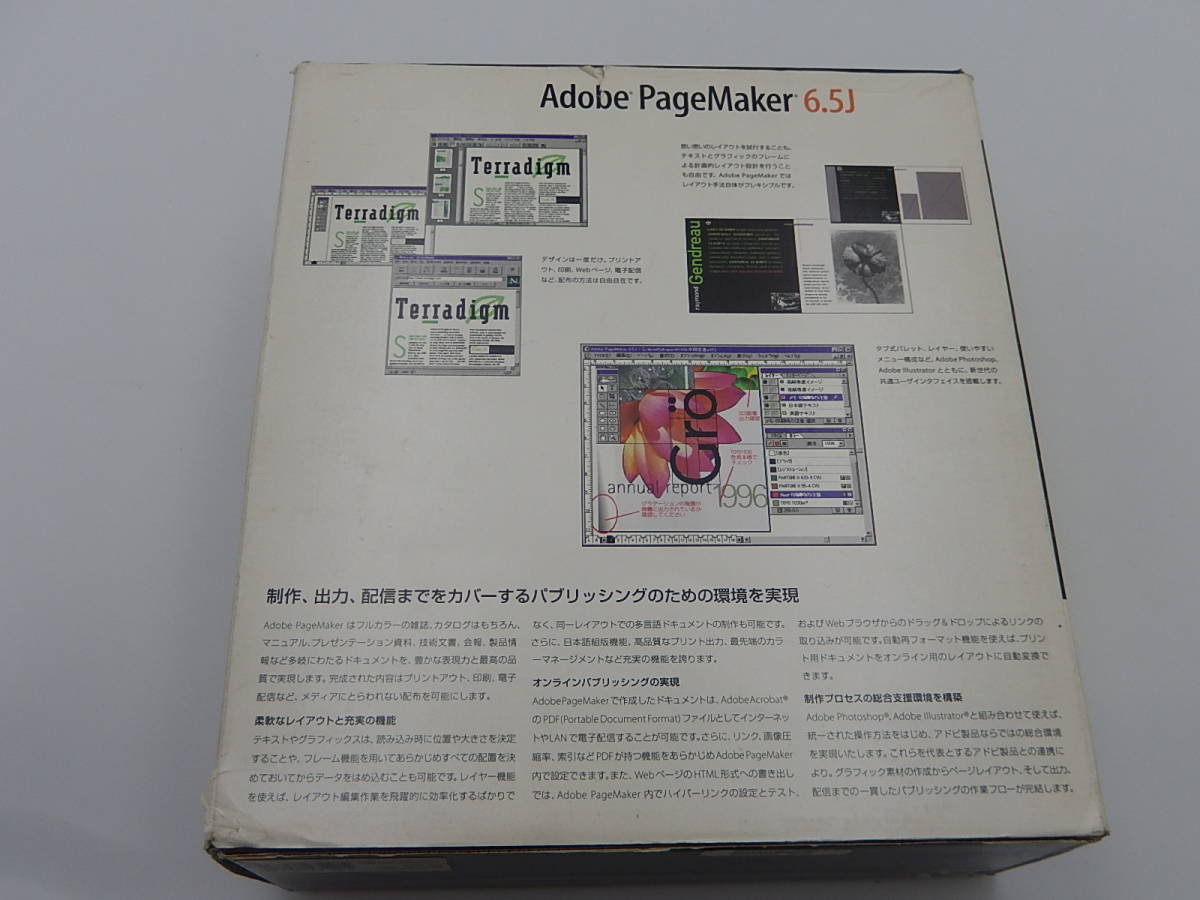 Adobe® PageMaker® 6.5J
思い思いのレイアウトを試行することも、
テキストとグラフィックのフレームに
よる計画的レイアウト設計を行うこと
も自由です。Adobe PageMakerでは
レイアウト手法自体がフレキシブルです。
Terradigm
Terradigm
Terradigm
デザインは一度だけ。プリントア
ウト、印刷、Webページ、電子配信
など、配布の方法は自由自在です。
raymond Gendreau
タブ式パレット、レイヤー、使いやすい
メニュー構成など、Adobe Photoshop、
Adobe Illustratorとともに、新世代の
共通ユーザインタフェイスを搭載します。
Grö
annual report 1996
日本語テキスト
英語テキスト
制作、出力、配信までをカバーするパブリッシングのための環境を実現
Adobe PageMaker はフルカラーの雑誌、カタログはもちろん、
マニュアル、プレゼンテーション資料、技術文書、会報、製品情
報など多岐にわたるドキュメントを、豊かな表現力と最高の品
質で実現します。完成された内容はプリントアウト、印刷、電子
配信など、メディアにとらわれない配布を可能にします。
柔軟なレイアウトと充実の機能
テキストやグラフィックスは、読み込み時に位置や大きさを決定
することや、フレーム機能を用いてあらかじめすべての配置を決
めておいてからデータをはめ込むことも可能です。レイヤー機能
を使えば、レイアウト編集作業を飛躍的に効率化するばかりで
なく、同一レイアウトでの多言語ドキュメントの制作も可能です。
さらに、日本語組版機能、高品質なプリント出力、最先端のカラ
ーマネージメントなど充実の機能を誇ります。
オンラインパブリッシングの実現
AdobePageMakerで作成したドキュメントは、AdobeAcrobat®
のPDF(Portable Document Format)ファイルとしてインターネッ
トやLANで電子配信することが可能です。さらに、リンク、画像圧
縮率、索引などPDFが持つ機能をあらかじめAdobe PageMaker
内で設定できます。また、WebページのHTML形式への書き出し
では、Adobe PageMaker内でハイパーリンクの設定とテスト、
およびWebブラウザからのドラッグ&ドロップによるリンクの
取り込みが可能です。自動再フォーマット機能を使えば、プリン
ト用ドキュメントをオンライン用のレイアウトに自動変換で
きます。
制作プロセスの総合支援環境を構築
Adobe Photoshop®、Adobe Illustrator®と組み合わせて使えば、
統一された操作方法をはじめ、アドビ製品ならではの総合環境
を実現いたします。これらを代表とするアドビ製品との連携に
より、グラフィック素材の作成からページレイアウト、そして出力、
配信までの一貫したパブリッシングの作業フローが完結します。